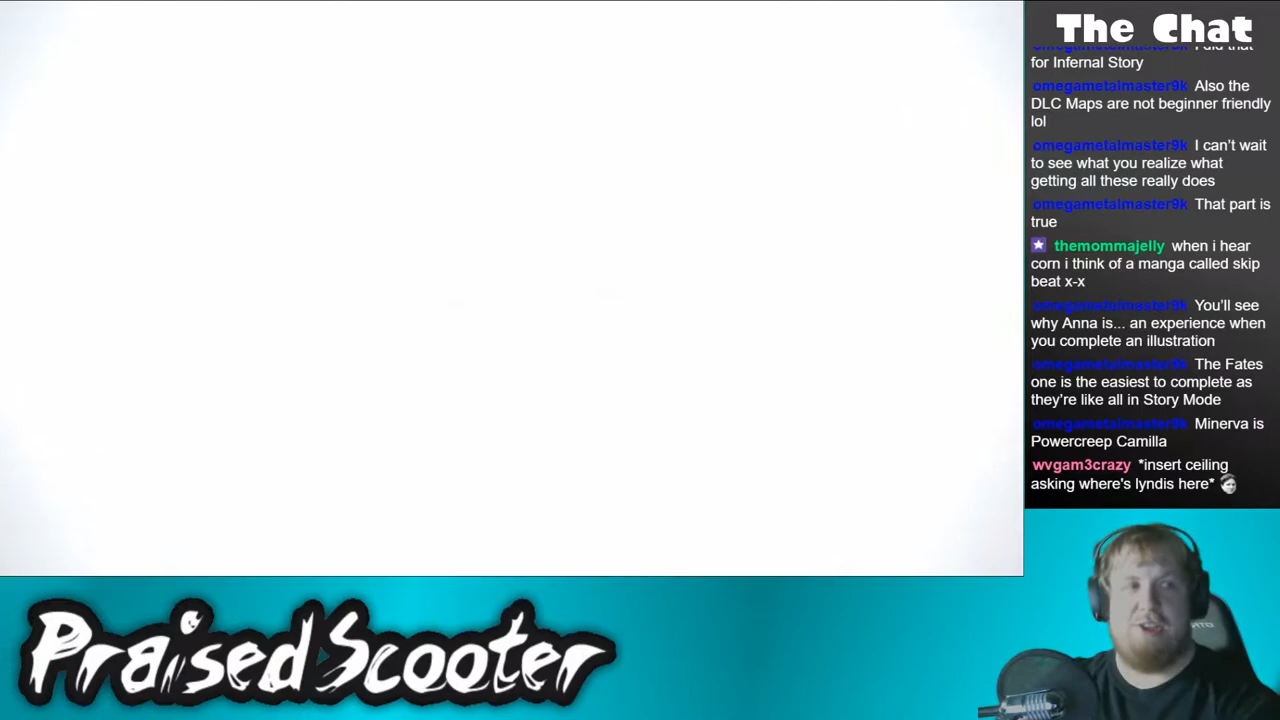 The Chat
omegametalmaster9k I did that
for Infernal Story
omegametalmaster9k Also the
DLC Maps are not beginner friendly
lol
omegametalmaster9k I can't wait
to see what you realize what
getting all these really does
omegametalmaster9k That part is
true
themommajelly when i hear
corn i think of a manga called skip
beat x-x
omegametalmaster9k You'll see
why Anna is... an experience when
you complete an illustration
omegametalmaster9k The Fates
one is the easiest to complete as
they're like all in Story Mode
omegametalmaster9k Minerva is
Powercreep Camilla
wvgam3crazy *insert ceiling
asking where's lyndis here*
PraisedScooter